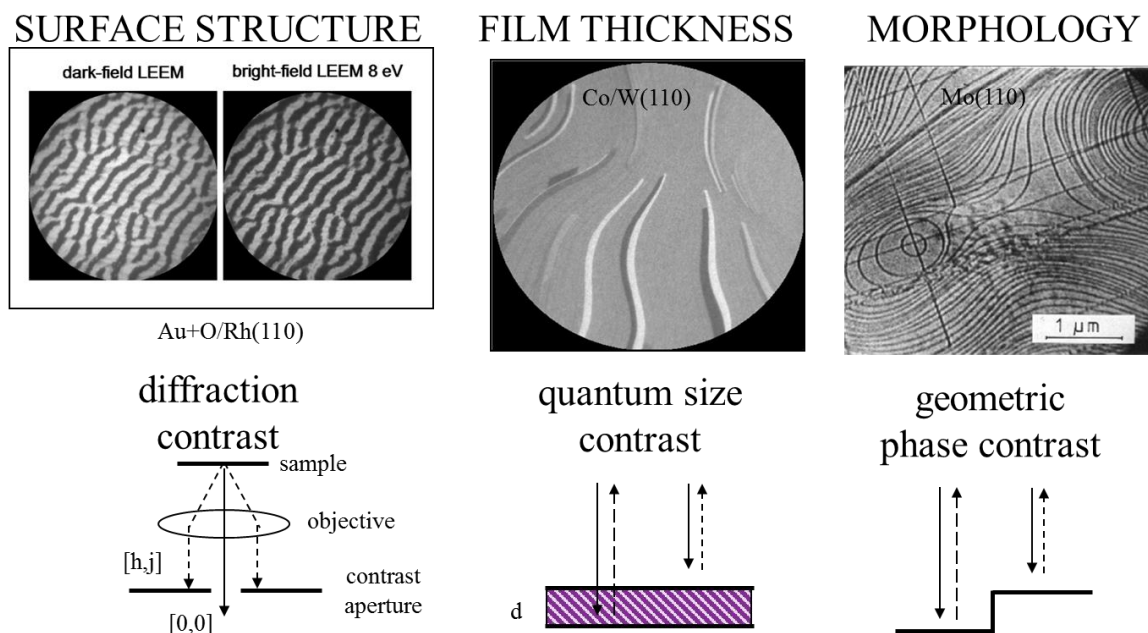 SURFACE STRUCTURE
dark-field LEEM
bright-field LEEM 8 eV
Au+O/Rh(110)
diffraction
contrast
sample
objective
[h,j]
contrast
aperture
[0,0]
FILM THICKNESS
Co/W(110)
quantum size
contrast
d
MORPHOLOGY
Mo(110)
1 µm
geometric
phase contrast